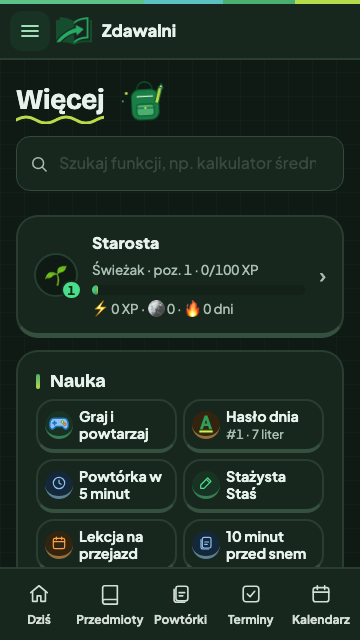 Zdawalni
Więcej
Szukaj funkcji, np. kalkulator średn
Starosta
Świeżak · poz. 1 · 0/100 XP
1
⚡ 0 XP · 🌑 0 · 🔥 0 dni
Nauka
Graj i
powtarzaj
A
Hasło dnia
#1 · 7 liter
Powtórka w
5 minut
Stażysta
Staś
Lekcja na
przejazd
10 minut
przed snem
Dziś
Przedmioty
Powtórki
Terminy
Kalendarz